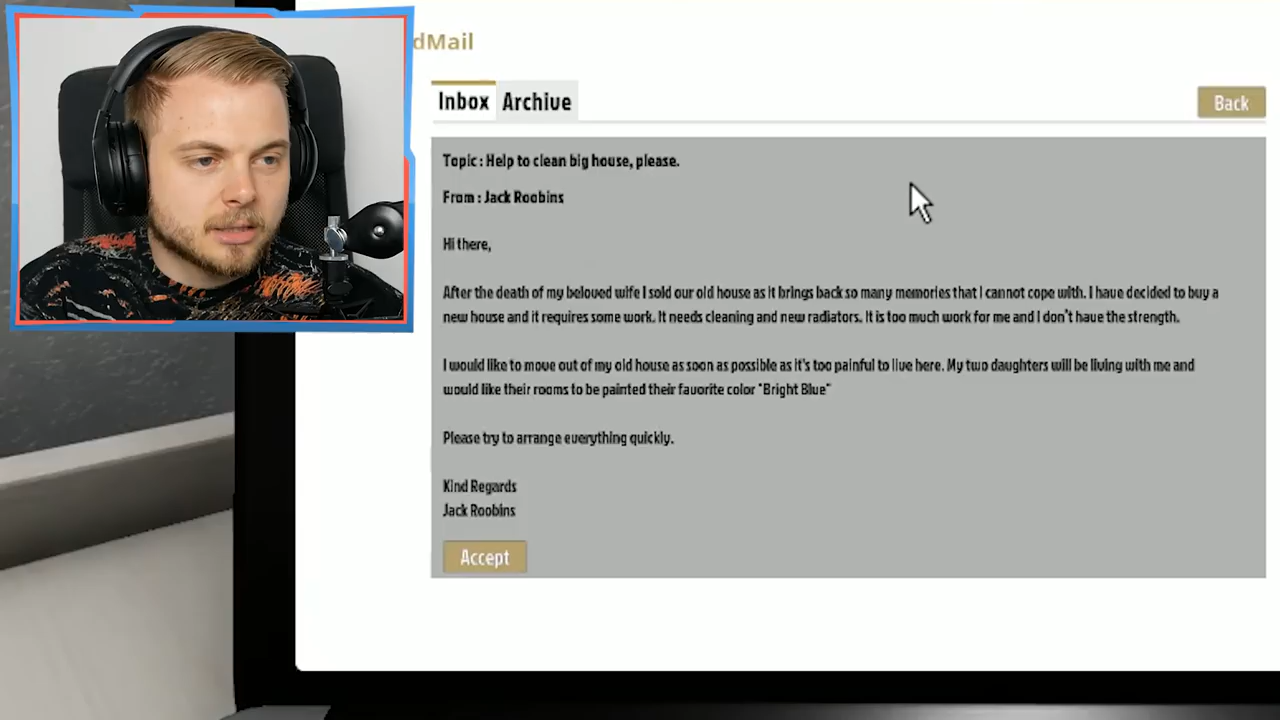 dMail
Inbox Archive
Back
Topic : Help to clean big house, please.
From : Jack Roobins
Hi there,
After the death of my beloved wife I sold our old house as it brings back so many memories that I cannot cope with. I have decided to buy a
new house and it requires some work. It needs cleaning and new radiators. It is too much work for me and I don't have the strength.
I would like to move out of my old house as soon as possible as it's too painful to live here. My two daughters will be living with me and
would like their rooms to be painted their favorite color "Bright Blue"
Please try to arrange everything quickly.
Kind Regards
Jack Roobins
Accept